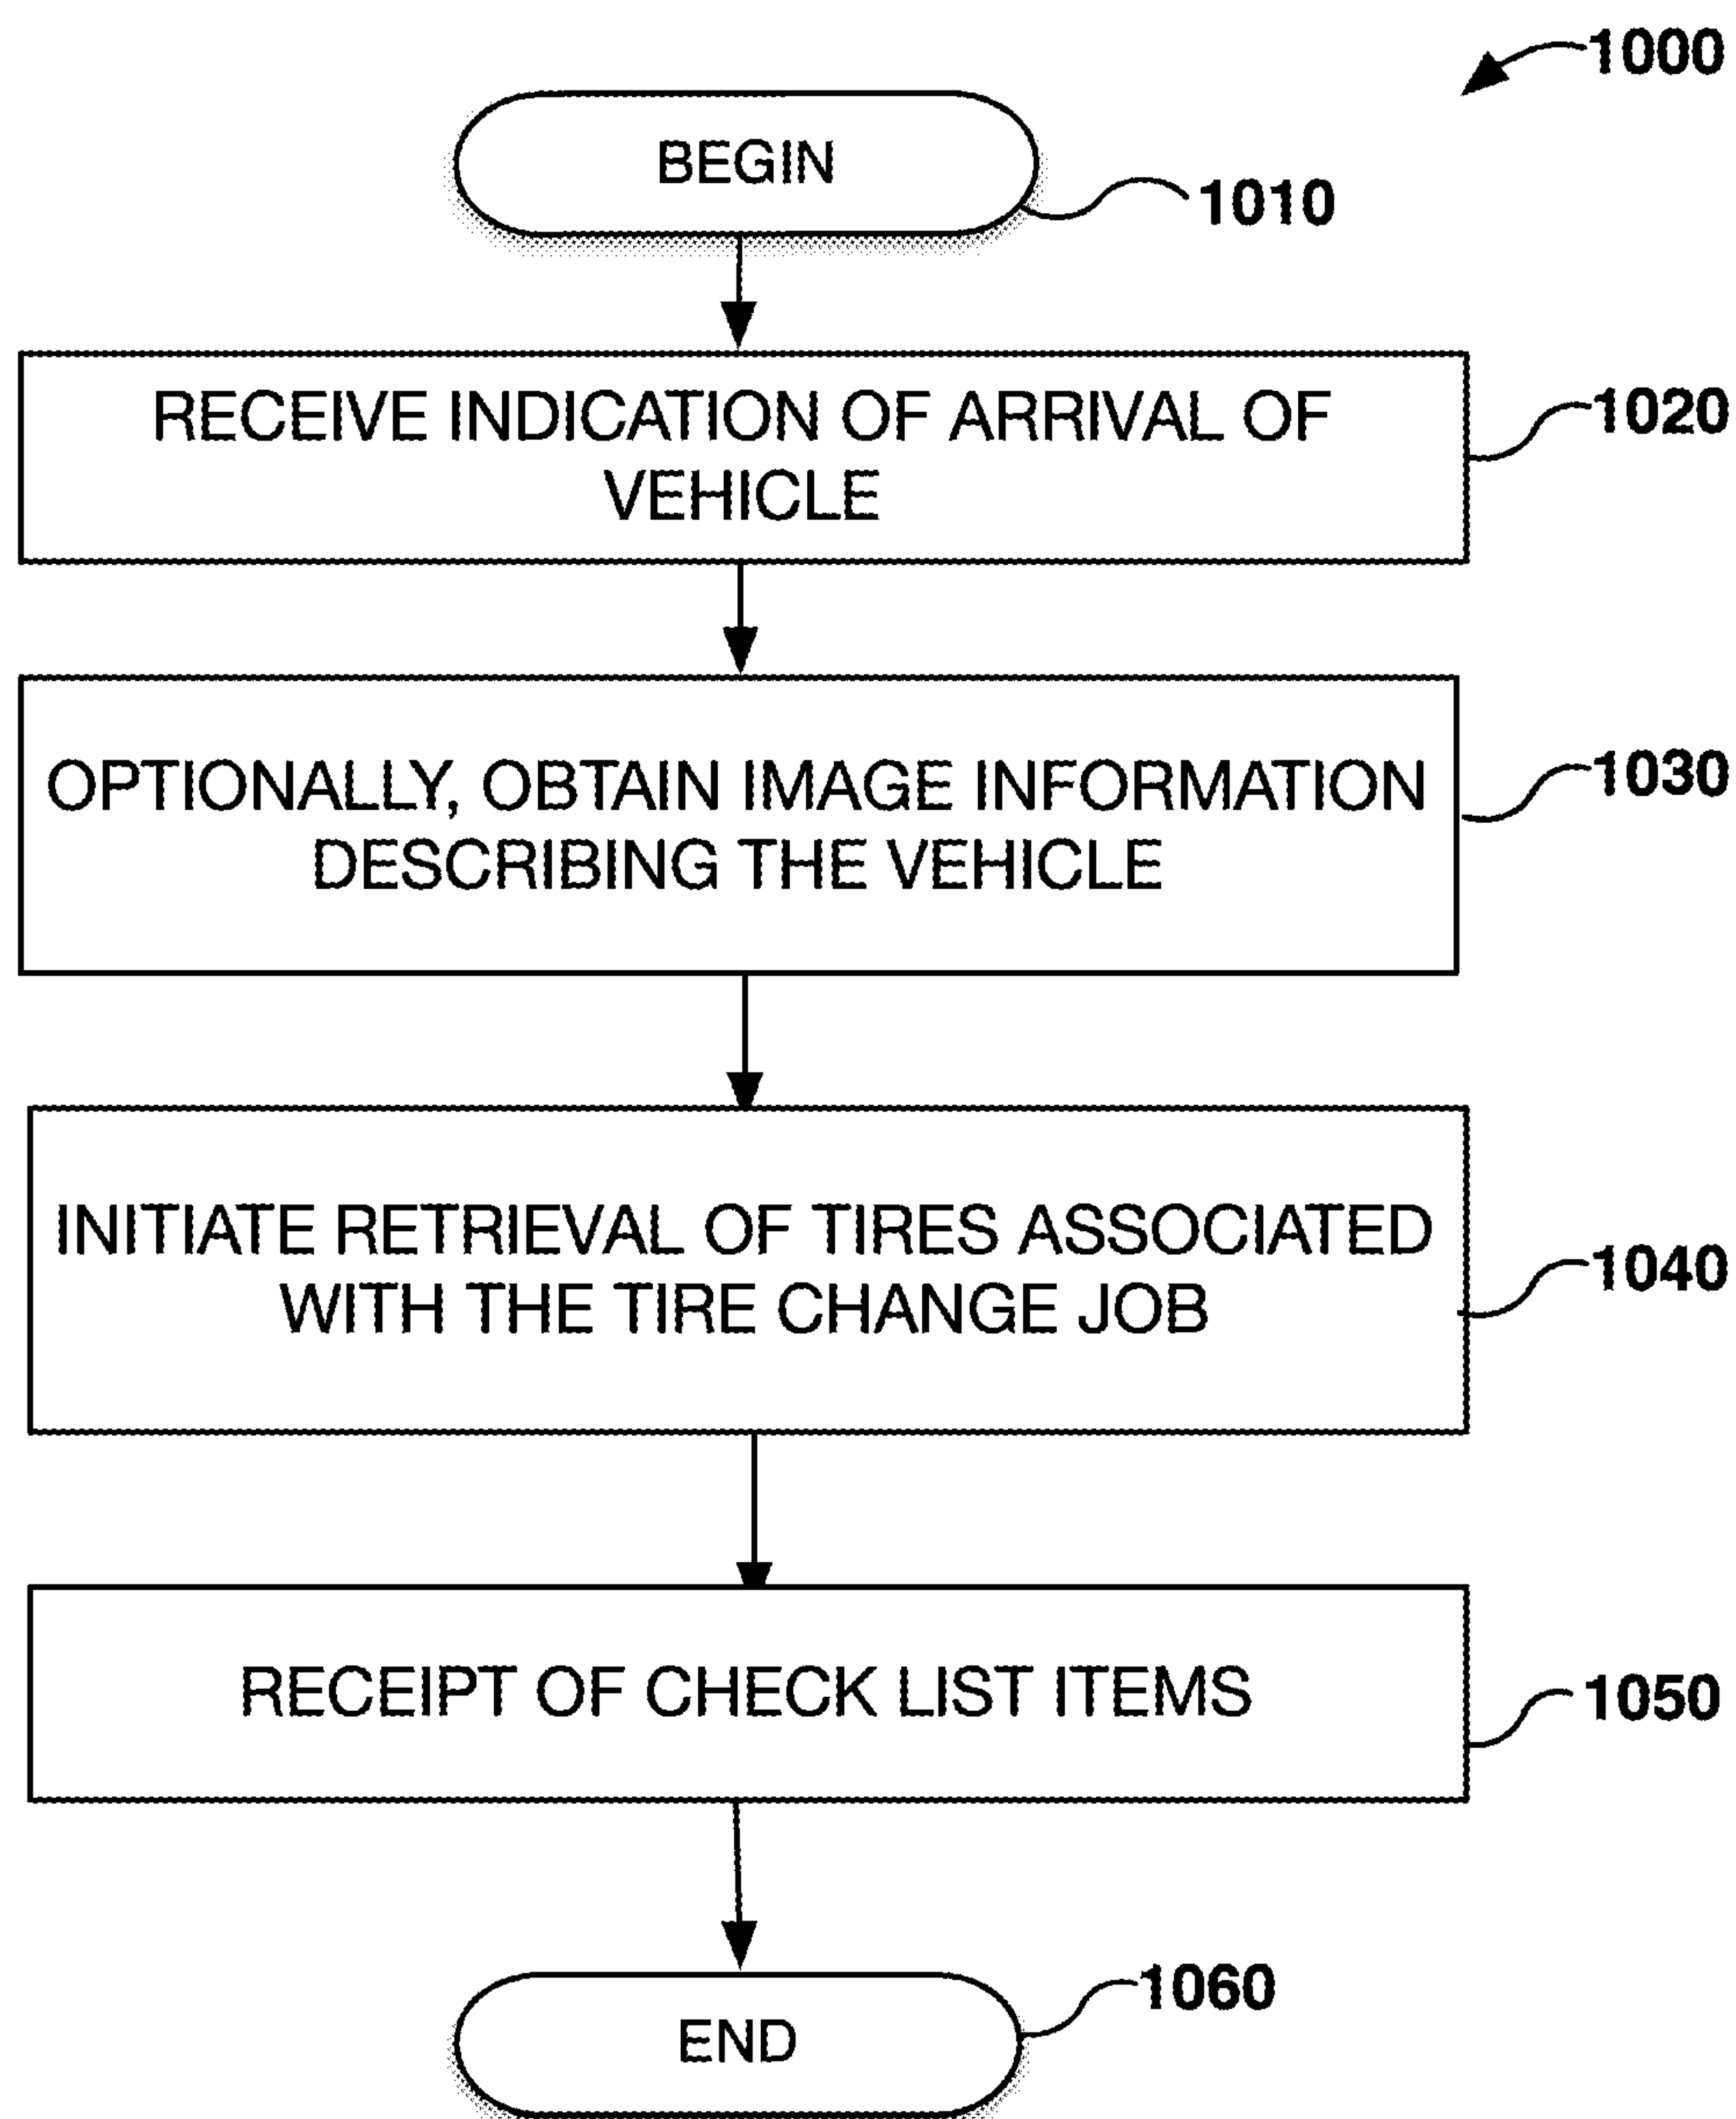 1000
BEGIN
1010
RECEIVE INDICATION OF ARRIVAL OF
VEHICLE
1020
OPTIONALLY, OBTAIN IMAGE INFORMATION
DESCRIBING THE VEHICLE
1030
INITIATE RETRIEVAL OF TIRES ASSOCIATED
WITH THE TIRE CHANGE JOB
1040
RECEIPT OF CHECK LIST ITEMS
1050
END
1060